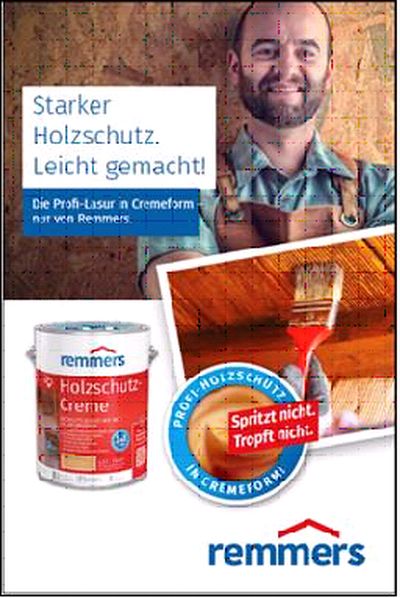 Starker
Holzschutz.
Leicht gemacht!
Die Profi-Lasur in Cremeform
nur von Remmers.
remmers
Holzschutz-
Creme
PROFI-HOLZSCHUTZ
IN CREMEFORM!
Spritzt nicht.
Tropft nicht.
remmers